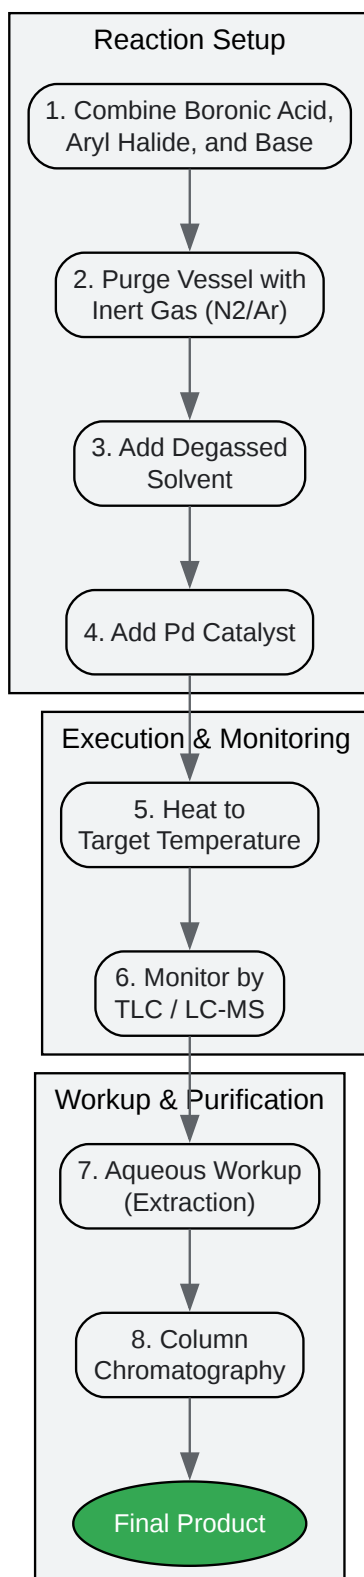 Reaction Setup
1. Combine Boronic Acid,
Aryl Halide, and Base
2. Purge Vessel with
Inert Gas (N2/Ar)
3. Add Degassed
Solvent
4. Add Pd Catalyst
Execution & Monitoring
5. Heat to
Target Temperature
6. Monitor by
TLC / LC-MS
Workup & Purification
7. Aqueous Workup
(Extraction)
8. Column
Chromatography
Final Product